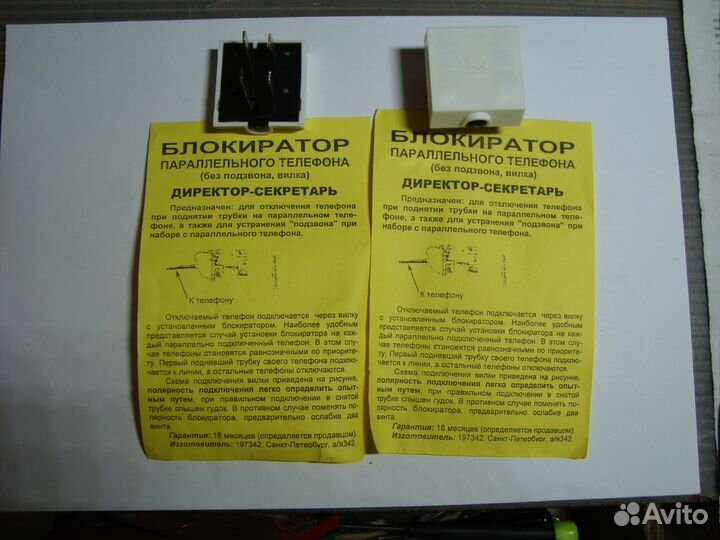 БЛОКИРАТОР
ПАРАЛЛЕЛЬНОГО ТЕЛЕФОНА
(без подзвона, вилка)
ДИРЕКТОР-СЕКРЕТАРЬ
Предназначен: для отключения телефона
при поднятии трубки на параллельном теле-
фоне, а также для устранения "подзвона" при
наборе с параллельного телефона.
К телефону
Отключаемый телефон подключается через вилку
с установленным блокиратором. Наиболее удобным
представляется случай установки блокиратора на каж-
дый параллельно подключенный телефон. В этом слу-
чае телефоны становятся равнозначными по приорите-
ту. Первый поднявший трубку своего телефона подклю-
чается к линии, а остальные телефоны отключаются.
Схема подключения вилки приведена на рисунке,
полярность подключения легко определить опыт-
ным путем, при правильном подключении в снятой
трубке слышен гудок. В противном случае поменять по-
лярность блокиратора, предварительно ослабив два
винта.
Гарантия: 18 месяцев (определяется продавцом).
Изготовитель: 197342, Санкт-Петербург, а/я342.
БЛОКИРАТОР
ПАРАЛЛЕЛЬНОГО ТЕЛЕФОНА
(без подзвона, вилка)
ДИРЕКТОР-СЕКРЕТАРЬ
Предназначен: для отключения телефона
при поднятии трубки на параллельном теле-
фоне, а также для устранения "подзвона" при
наборе с параллельного телефона.
К телефону
Отключаемый телефон подключается через вилку
с установленным блокиратором. Наиболее удобным
представляется случай установки блокиратора на каж-
дый параллельно подключенный телефон. В этом слу-
чае телефоны становятся равнозначными по приорите-
ту. Первый поднявший трубку своего телефона подклю-
чается к линии, а остальные телефоны отключаются.
Схема подключения вилки приведена на рисунке,
полярность подключения легко определить опыт-
ным путем, при правильном подключении в снятой
трубке слышен гудок. В противном случае поменять по-
лярность блокиратора, предварительно ослабив два
винта.
Гарантия: 18 месяцев (определяется продавцом).
Изготовитель: 197342, Санкт-Петербург, а/я342.
Avito